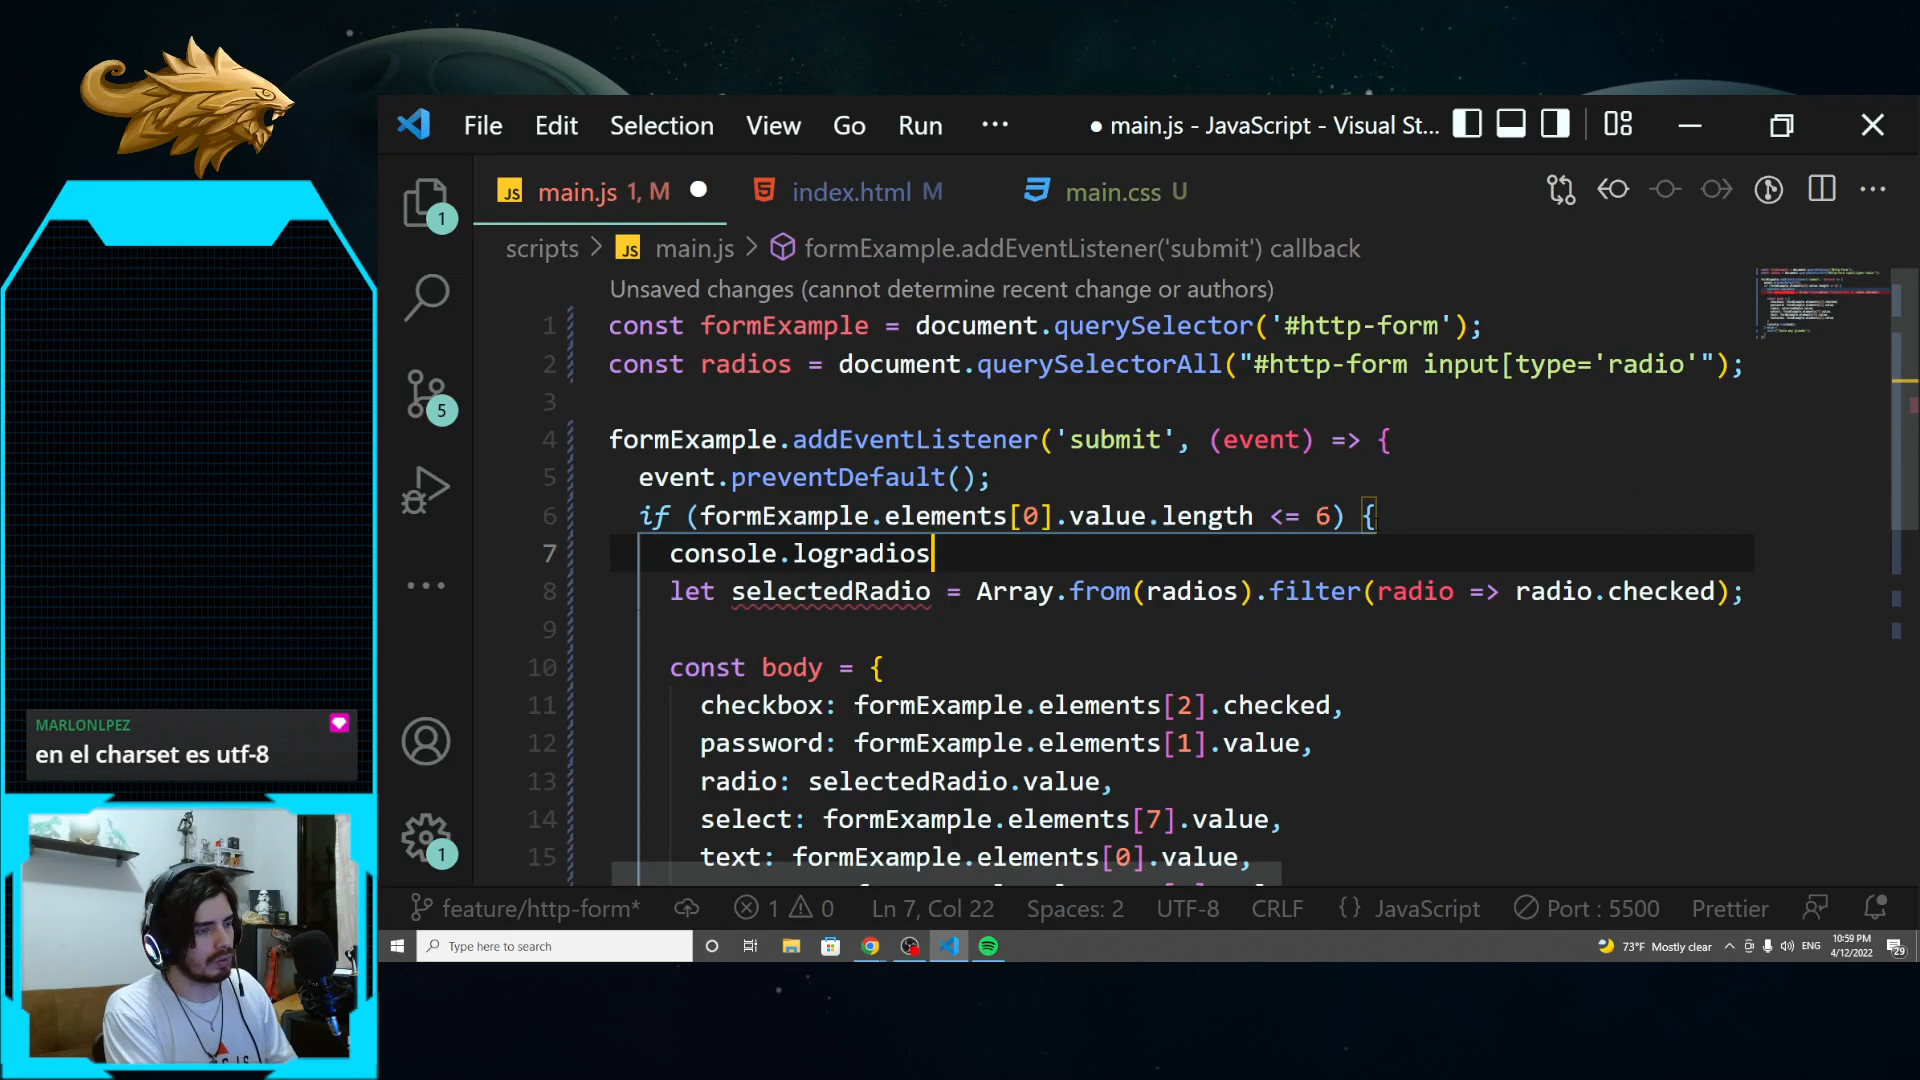 File Edit Selection View Go Run ··· ● main.js - JavaScript - Visual St...
JS main.js 1, M ● index.html M main.css U
scripts > JS main.js > formExample.addEventListener('submit') callback
Unsaved changes (cannot determine recent change or authors)
1 const formExample = document.querySelector('#http-form');
2 const radios = document.querySelectorAll("#http-form input[type='radio'");
3
4 formExample.addEventListener('submit', (event) => {
5 event.preventDefault();
6 if (formExample.elements[0].value.length <= 6) {
7 console.logradios
8 let selectedRadio = Array.from(radios).filter(radio => radio.checked);
9
10 const body = {
11 checkbox: formExample.elements[2].checked,
12 password: formExample.elements[1].value,
13 radio: selectedRadio.value,
14 select: formExample.elements[7].value,
15 text: formExample.elements[0].value,
1
5
1
MARLONLPEZ
en el charset es utf-8
feature/http-form* 1 0 Ln 7, Col 22 Spaces: 2 UTF-8 CRLF {} JavaScript Port : 5500 Prettier
Type here to search
73°F Mostly clear ENG 10:59 PM
4/12/2022 29